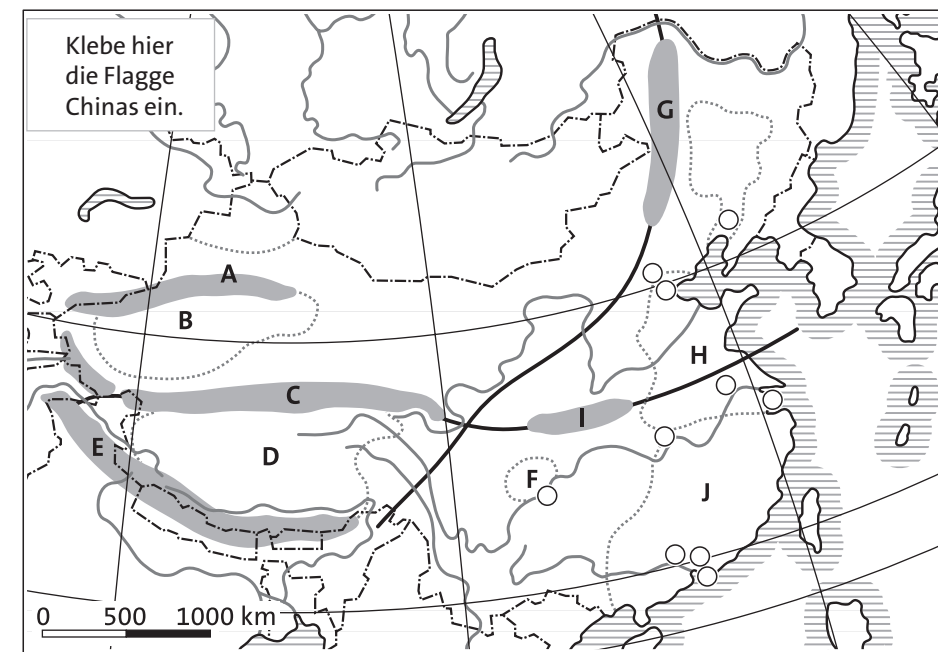 Klebe hier
die Flagge
Chinas ein.
G
A
B
H
C
I
E
D
F
J
0 500 1000 km